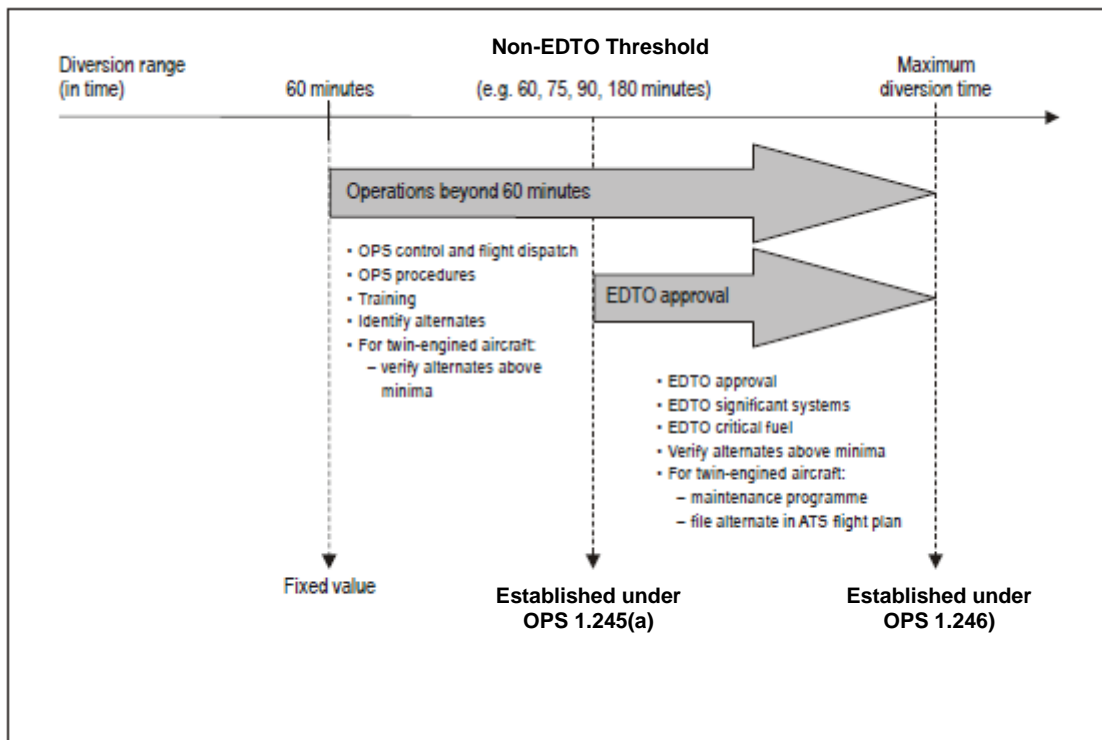 Non-EDTO Threshold
Diversion range
(in time)
60 minutes
(e.g. 60, 75, 90, 180 minutes)
Maximum
diversion time
Operations beyond 60 minutes
• OPS control and flight dispatch
• OPS procedures
• Training
• Identify alternates
• For twin-engined aircraft:
– verify alternates above
minima
EDTO approval
• EDTO approval
• EDTO significant systems
• EDTO critical fuel
• Verify alternates above minima
• For twin-engined aircraft:
– maintenance programme
– file alternate in ATS flight plan
Fixed value
Established under
OPS 1.245(a)
Established under
OPS 1.246)